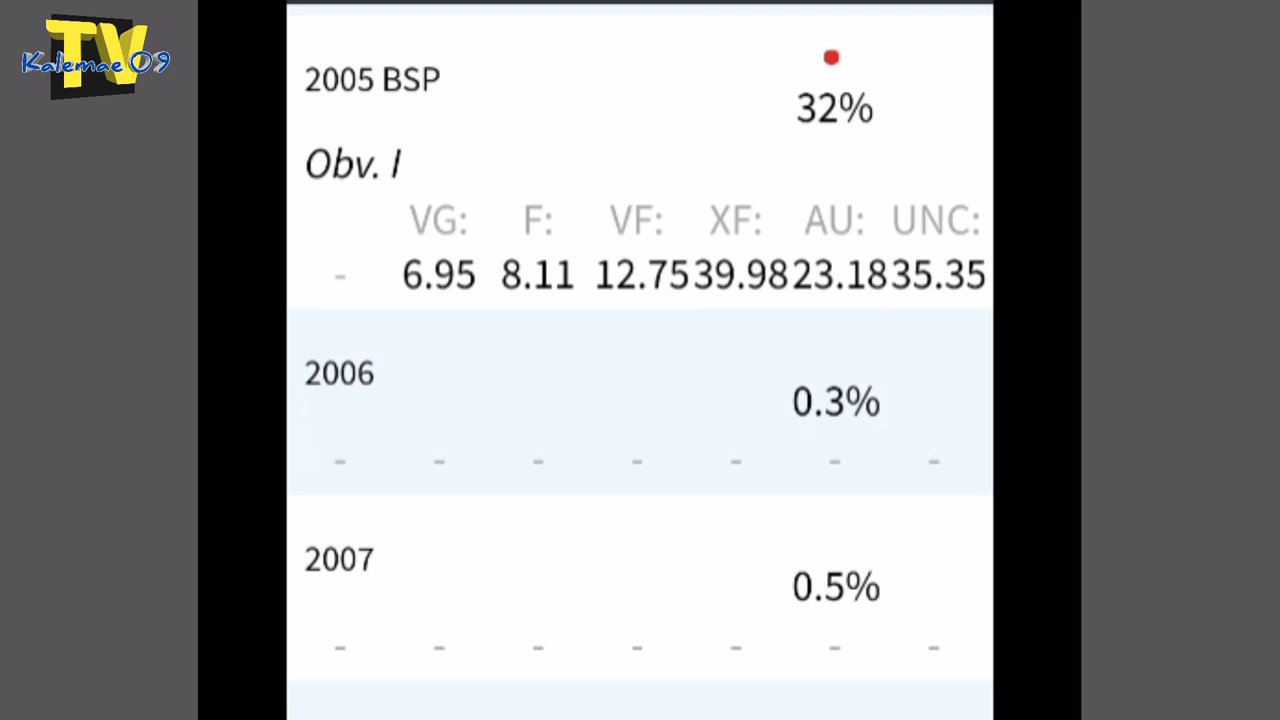 TV
Kalemae 09
2005 BSP
32%
Obv. I
VG: F: VF: XF: AU: UNC:
- 6.95 8.11 12.75 39.98 23.18 35.35
2006
0.3%
- - - - - - -
2007
0.5%
- - - - - - -